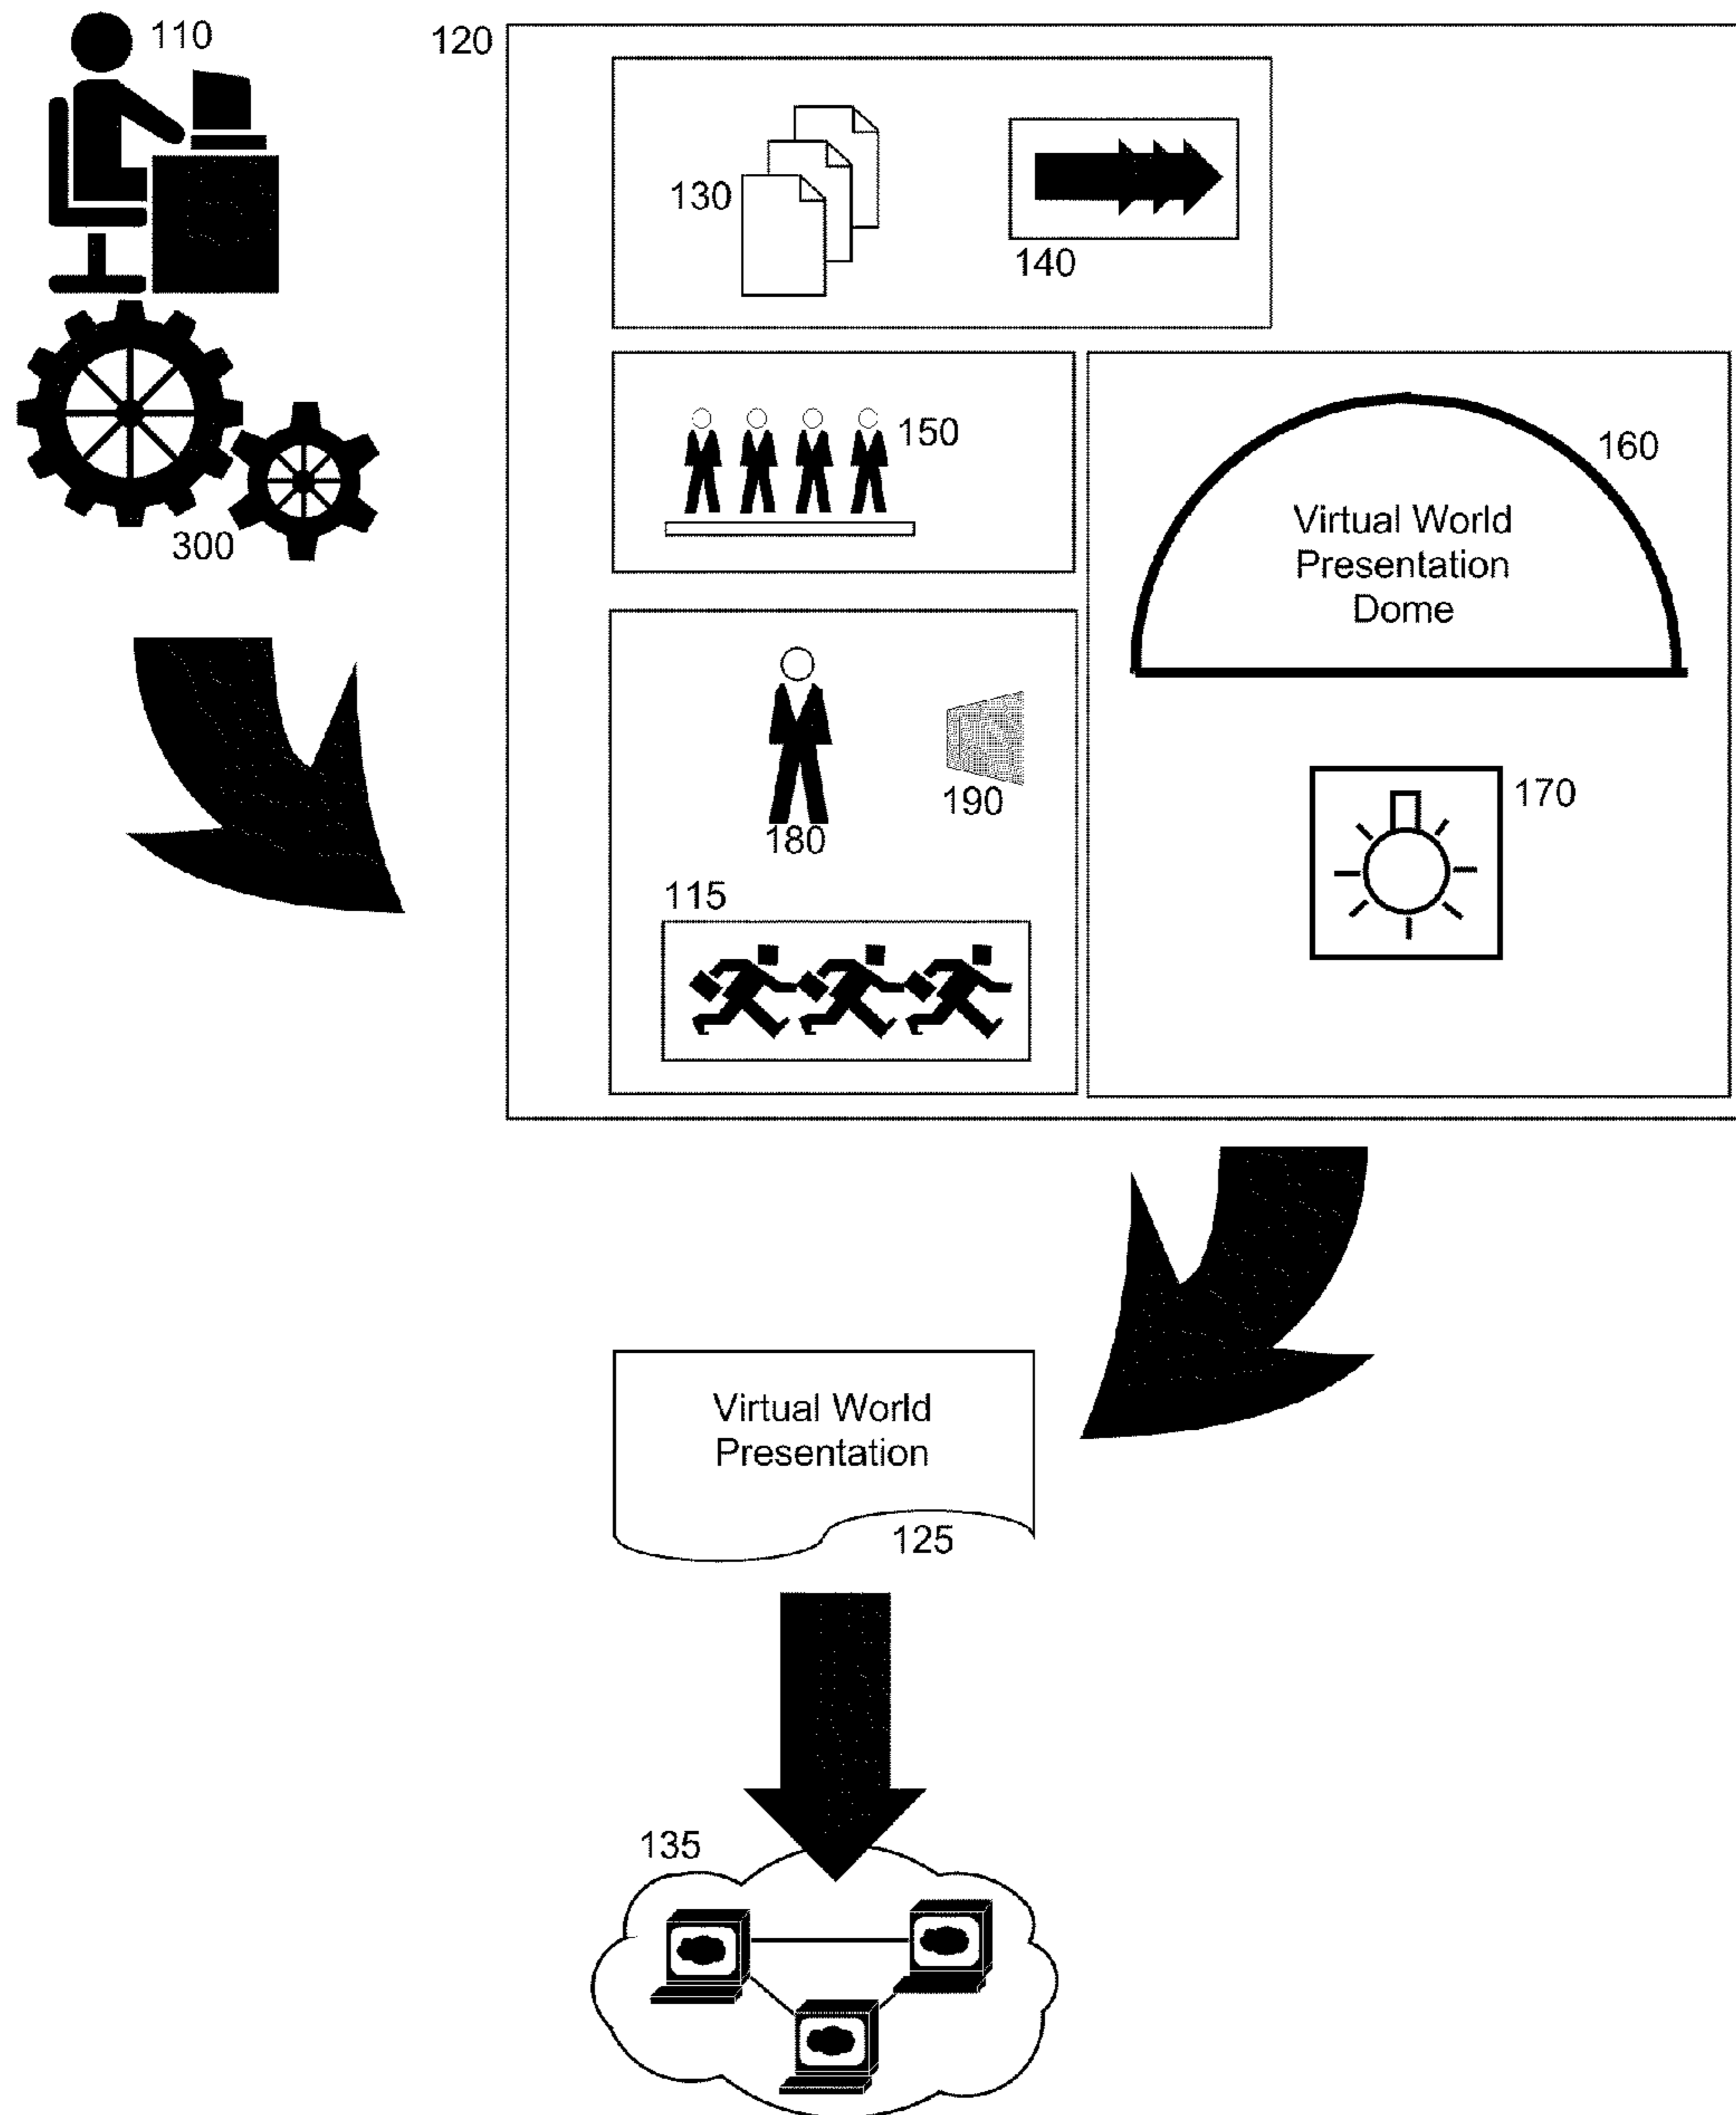 110
120
130
140
150
160
Virtual World
Presentation
Dome
300
170
190
180
115
Virtual World
Presentation
125
135